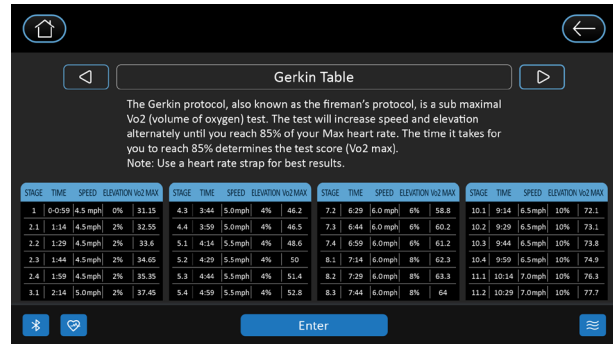 Gerkin Table
The Gerkin protocol, also known as the fireman's protocol, is a sub maximal
Vo2 (volume of oxygen) test. The test will increase speed and elevation
alternately until you reach 85% of your Max heart rate. The time it takes for
you to reach 85% determines the test score (Vo2 max).
Note: Use a heart rate strap for best results.
STAGE TIME SPEED ELEVATION Vo2 MAX STAGE TIME SPEED ELEVATION Vo2 MAX STAGE TIME SPEED ELEVATION Vo2 MAX STAGE TIME SPEED ELEVATION Vo2 MAX
1 0-0:59 4.5 mph 0% 31.15 4.3 3:44 5.0mph 4% 46.2 7.2 6:29 6.0 mph 6% 58.8 10.1 9:14 6.5mph 10% 72.1
2.1 1:14 4.5mph 2% 32.55 4.4 3:59 5.0mph 4% 46.5 7.3 6:44 6.0mph 6% 60.2 10.2 9:29 6.5mph 10% 73.1
2.2 1:29 4.5mph 2% 33.6 5.1 4:14 5.5mph 4% 48.6 7.4 6:59 6.0mph 6% 61.2 10.3 9:44 6.5mph 10% 73.8
2.3 1:44 4.5mph 2% 34.65 5.2 4:29 5.5mph 4% 50 8.1 7:14 6.0mph 8% 62.3 10.4 9:59 6.5mph 10% 74.9
2.4 1:59 4.5mph 2% 35.35 5.3 4:44 5.5mph 4% 51.4 8.2 7:29 6.0mph 8% 63.3 11.1 10:14 7.0mph 10% 76.3
3.1 2:14 5.0mph 2% 37.45 5.4 4:59 5.5mph 4% 52.8 8.3 7:44 6.0mph 8% 64 11.2 10:29 7.0mph 10% 77.7
Enter